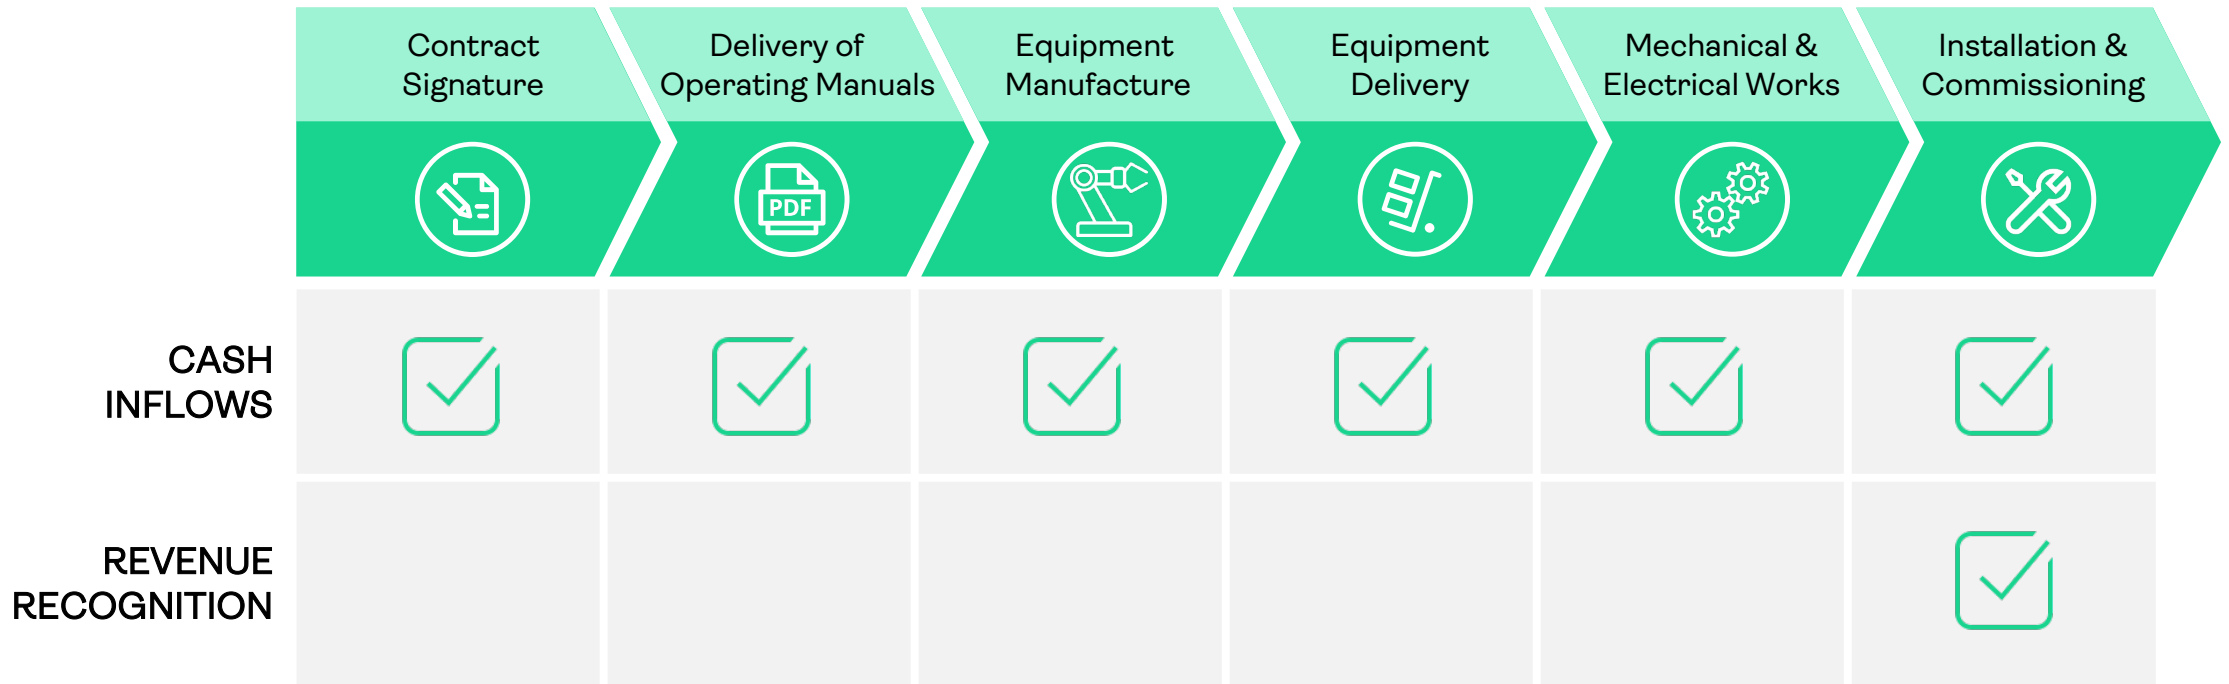 Contract
Signature
Delivery of
Operating Manuals
Equipment
Manufacture
Equipment
Delivery
Mechanical &
Electrical Works
Installation &
Commissioning
PDF
CASH
INFLOWS
REVENUE
RECOGNITION